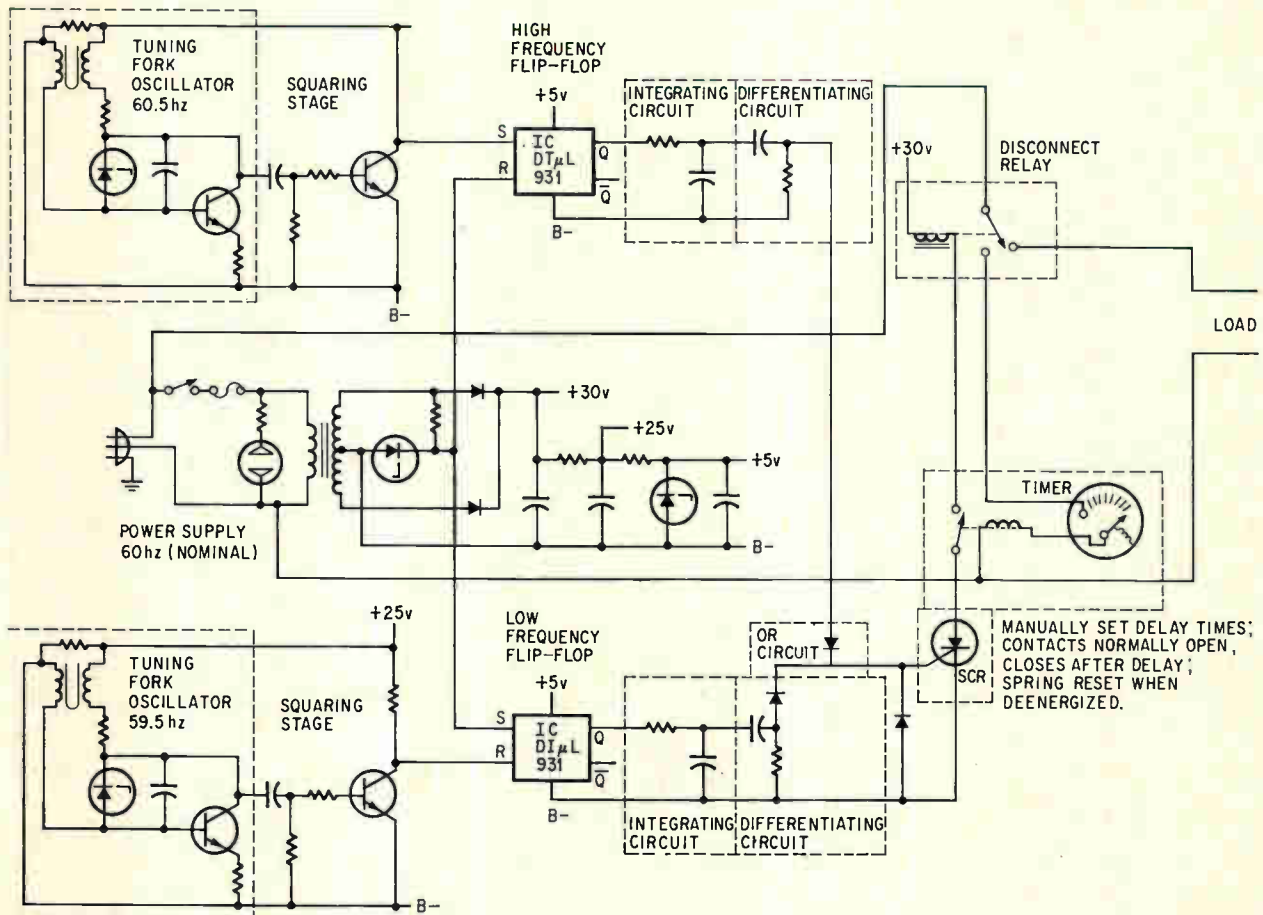 TUNING
FORK
OSCILLATOR
60.5hz
SQUARING
STAGE
B-
HIGH
FREQUENCY
FLIP-FLOP
+5v
S
R
IC
DTμL
931
Q
Q̅
B-
INTEGRATING
CIRCUIT
DIFFERENTIATING
CIRCUIT
+30v
DISCONNECT
RELAY
LOAD
POWER SUPPLY
60hz (NOMINAL)
+30v
+25v
+5v
B-
TIMER
MANUALLY SET DELAY TIMES;
CONTACTS NORMALLY OPEN,
CLOSES AFTER DELAY;
SPRING RESET WHEN
DEENERGIZED.
SCR
OR
CIRCUIT
TUNING
FORK
OSCILLATOR
59.5hz
SQUARING
STAGE
+25v
B-
LOW
FREQUENCY
FLIP-FLOP
+5v
S
R
IC
DIμL
931
Q
Q̅
B-
INTEGRATING
CIRCUIT
DIFFERENTIATING
CIRCUIT